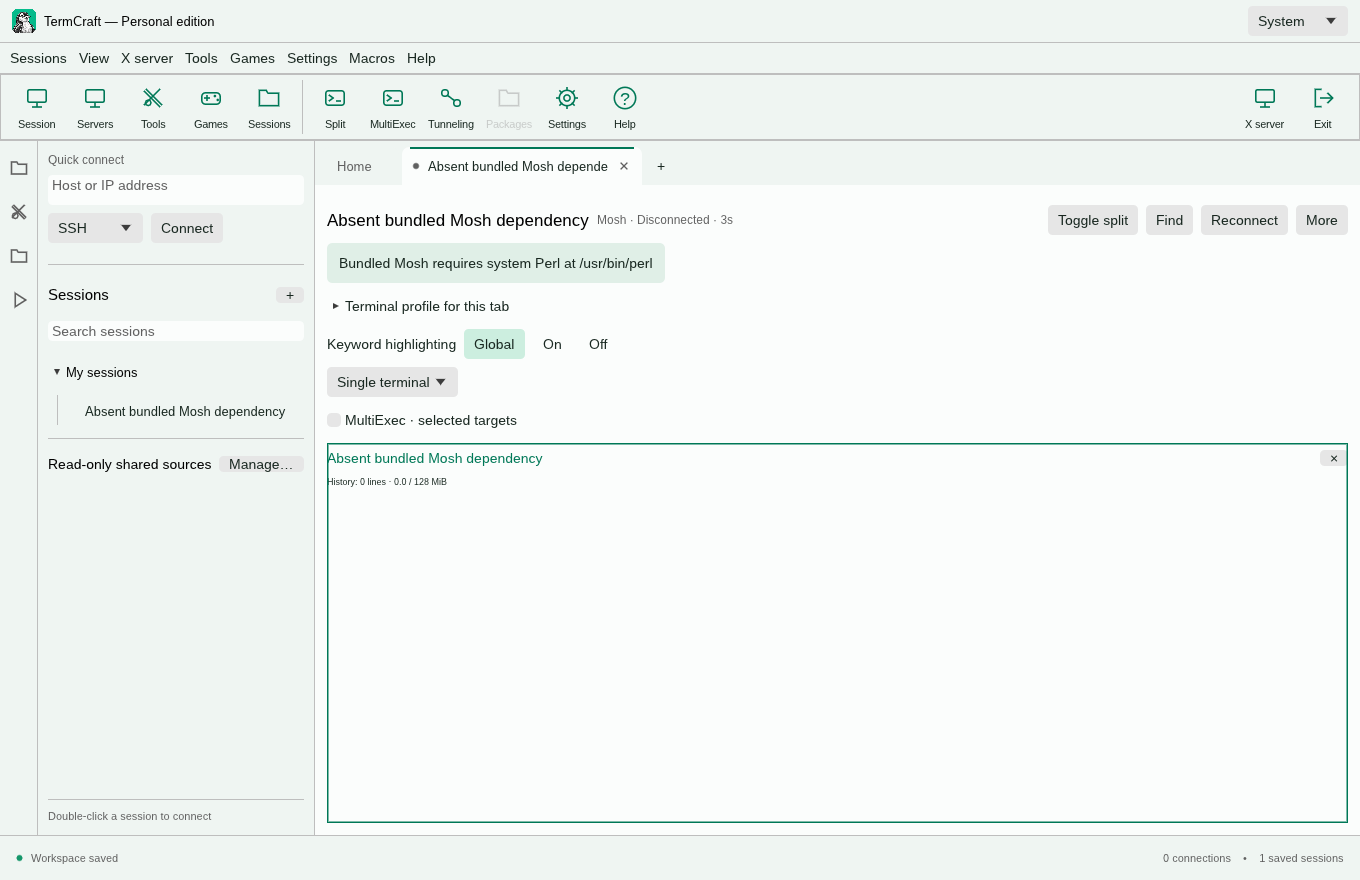 TermCraft — Personal edition
System
Sessions View X server Tools Games Settings Macros Help
Session Servers Tools Games Sessions Split MultiExec Tunneling Packages Settings Help X server Exit
Quick connect
Host or IP address
SSH Connect
Sessions +
Search sessions
My sessions
Absent bundled Mosh dependency
Read-only shared sources Manage…
Double-click a session to connect
Home Absent bundled Mosh depende ✕ +
Absent bundled Mosh dependency Mosh · Disconnected · 3s Toggle split Find Reconnect More
Bundled Mosh requires system Perl at /usr/bin/perl
Terminal profile for this tab
Keyword highlighting Global On Off
Single terminal
MultiExec · selected targets
Absent bundled Mosh dependency ✕
History: 0 lines · 0.0 / 128 MiB
Workspace saved 0 connections • 1 saved sessions